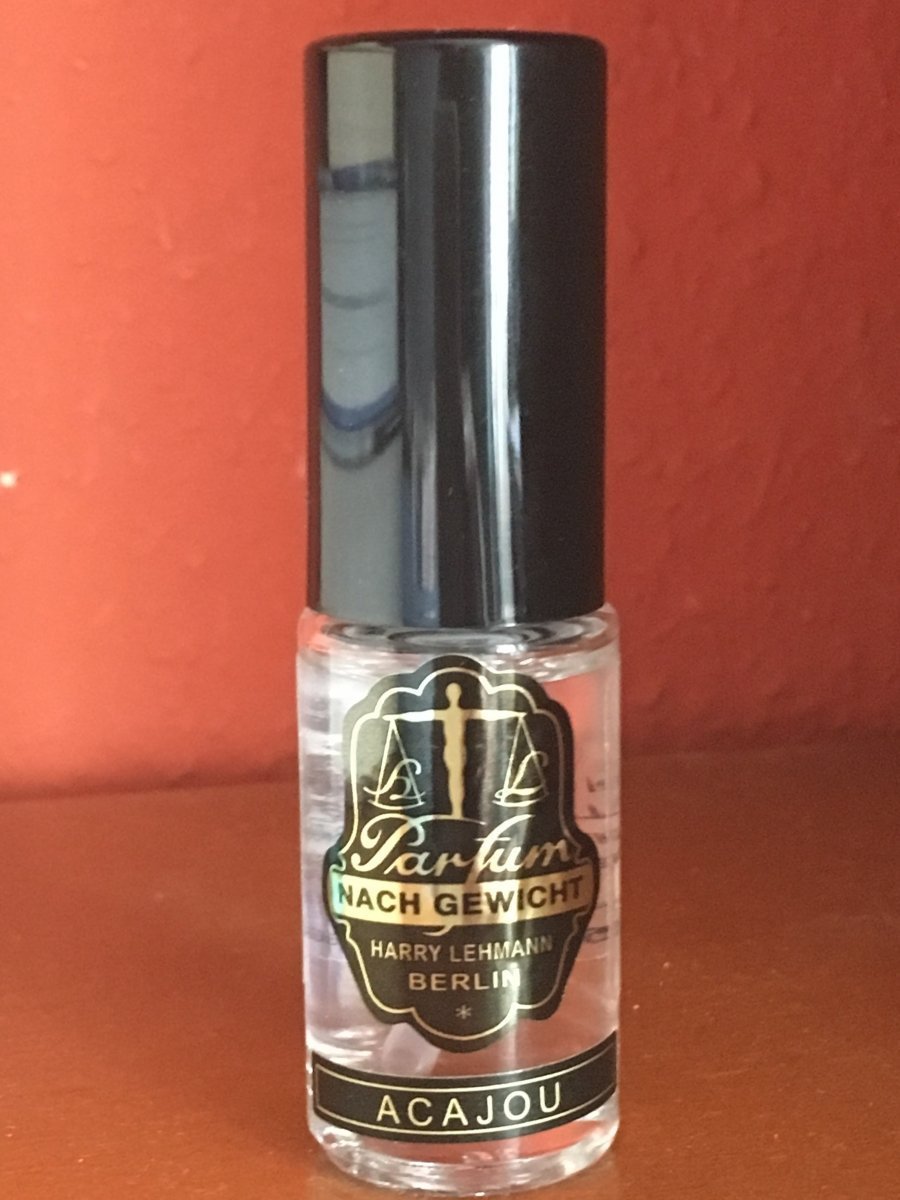 Parfum
NACH GEWICHT
HARRY LEHMANN
BERLIN
*
ACAJOU